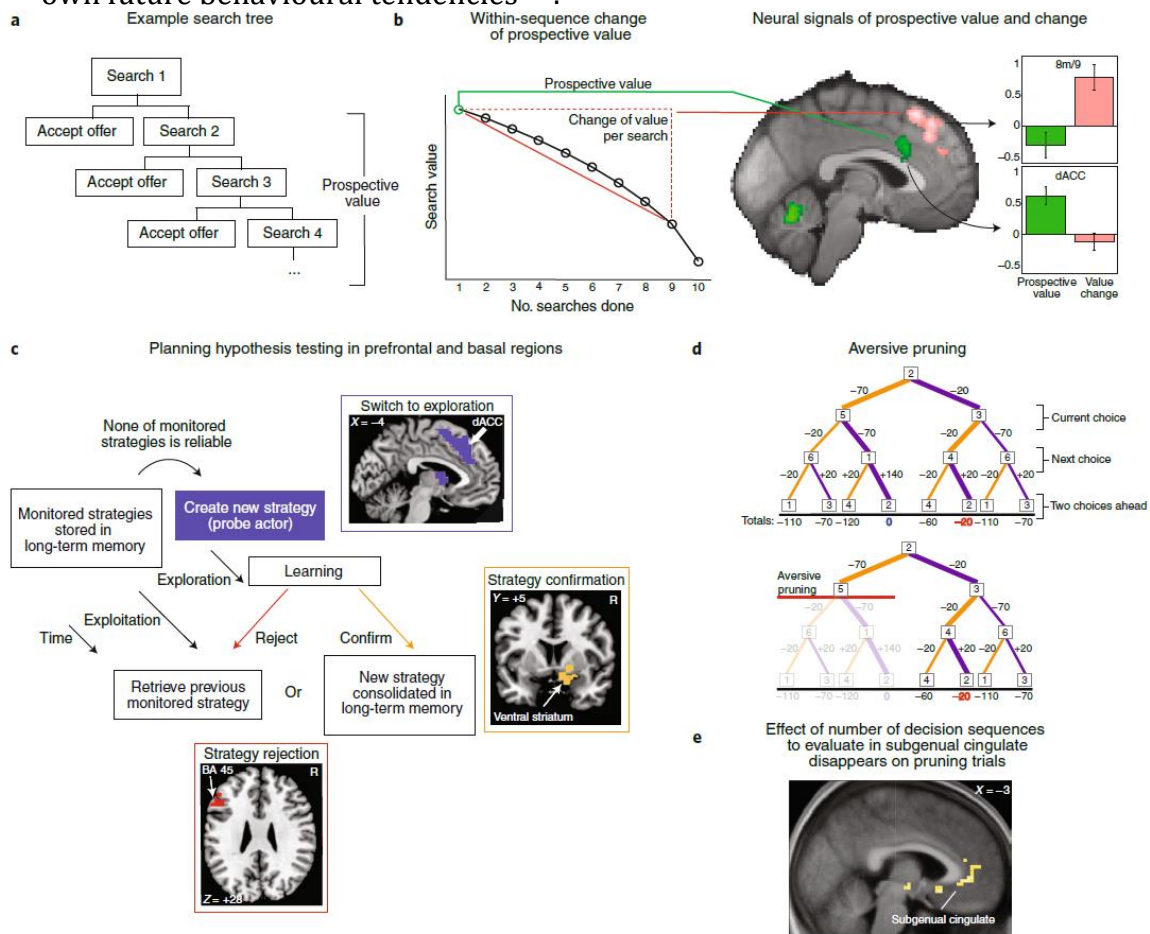 own future behavioural tendencies
a
Example search tree
Search 1
Accept offer
Search 2
Accept offer
Search 3
Accept offer
Search 4
...
Prospective
value
b
Within-sequence change
of prospective value
Neural signals of prospective value and change
Prospective value
Change of value
per search
Search value
1 2 3 4 5 6 7 8 9 10
No. searches done
1
8m/9
0.5
0
–0.5
1
dACC
0.5
0
–0.5
Prospective
value
Value
change
c
Planning hypothesis testing in prefrontal and basal regions
None of monitored
strategies is reliable
Switch to exploration
X = –4
dACC
Monitored strategies
stored in
long-term memory
Create new strategy
(probe actor)
Exploration
Learning
Exploitation
Time
Reject
Confirm
Retrieve previous
monitored strategy
Or
New strategy
consolidated in
long-term memory
Strategy confirmation
Y = +5
R
Ventral striatum
Strategy rejection
BA 45
R
Z = +28
d
Aversive pruning
2
–70 –20
5 3
Current choice
–20 –70 –20 –70
6 1 4 6
Next choice
–20 +20 +20 +140 –20 –20 –20 +20
1 3 4 2 4 2 1 3
Two choices ahead
Totals: –110 –70 –120 0 –60 –20 –110 –70
2
–70 –20
Aversive
pruning
5 3
–20 –70 –20 –70
6 1 4 6
–20 +20 +20 +140 –20 –20 –20 +20
1 3 4 2 4 2 1 3
–110 –70 –120 0 –60 –20 –110 –70
e
Effect of number of decision sequences
to evaluate in subgenual cingulate
disappears on pruning trials
X = –3
Subgenual cingulate